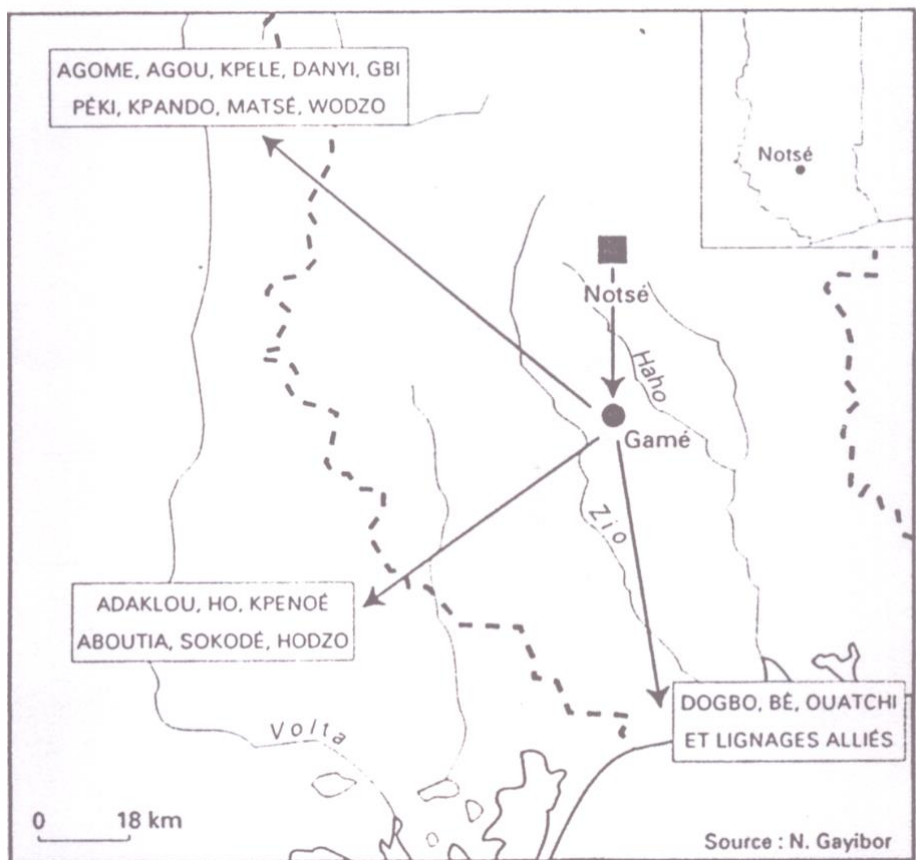 AGOME, AGOU, KPELE, DANYI, GBI
PÉKI, KPANDO, MATSÉ, WODZO
Notsé
Notsé
Haho
Gamé
Zio
ADAKLOU, HO, KPENOÉ
ABOUTIA, SOKODÉ, HODZO
DOGBO, BÉ, OUATCHI
ET LIGNAGES ALLIÉS
Volta
0 18 km
Source : N. Gayibor